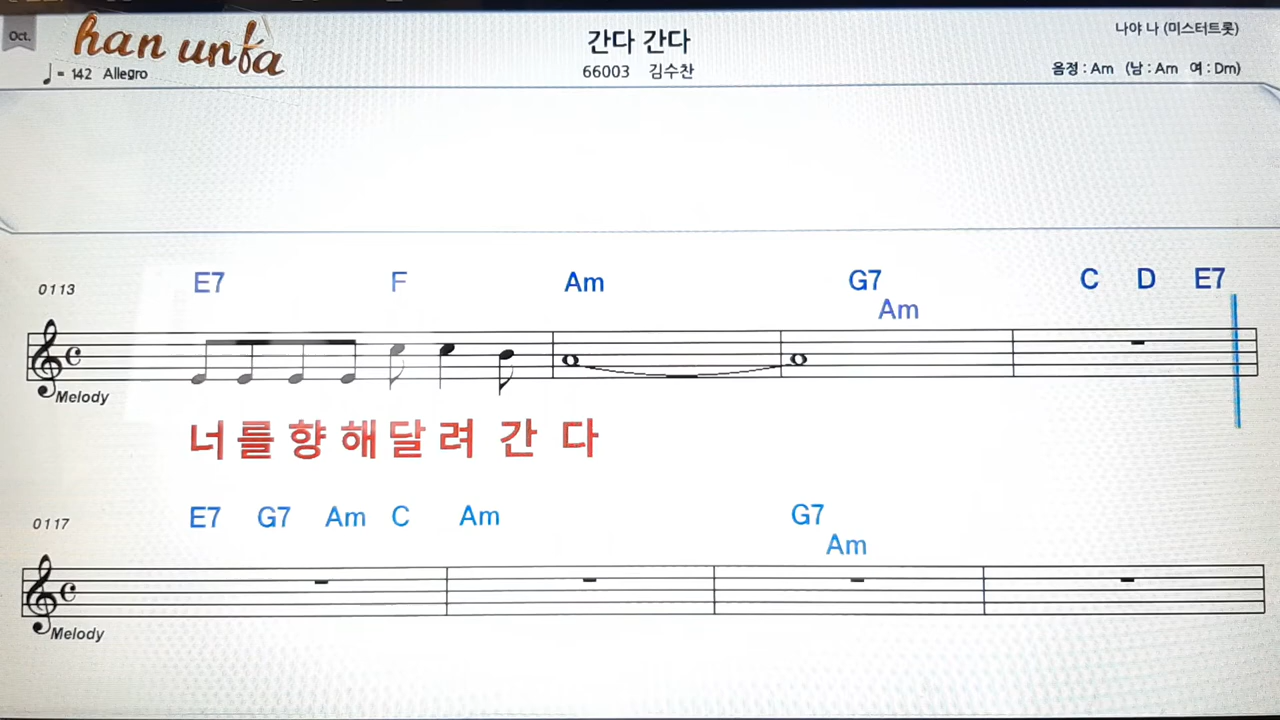 Oct.
han unba
= 142 Allegro
간다 간다
66003 김수찬
나야 나 (미스터트롯)
음정 : Am (남 : Am 여 : Dm)
0113
E7 F Am G7 Am C D E7
Melody
너 를 향 해 달 려 간 다
0117
E7 G7 Am C Am G7 Am
Melody